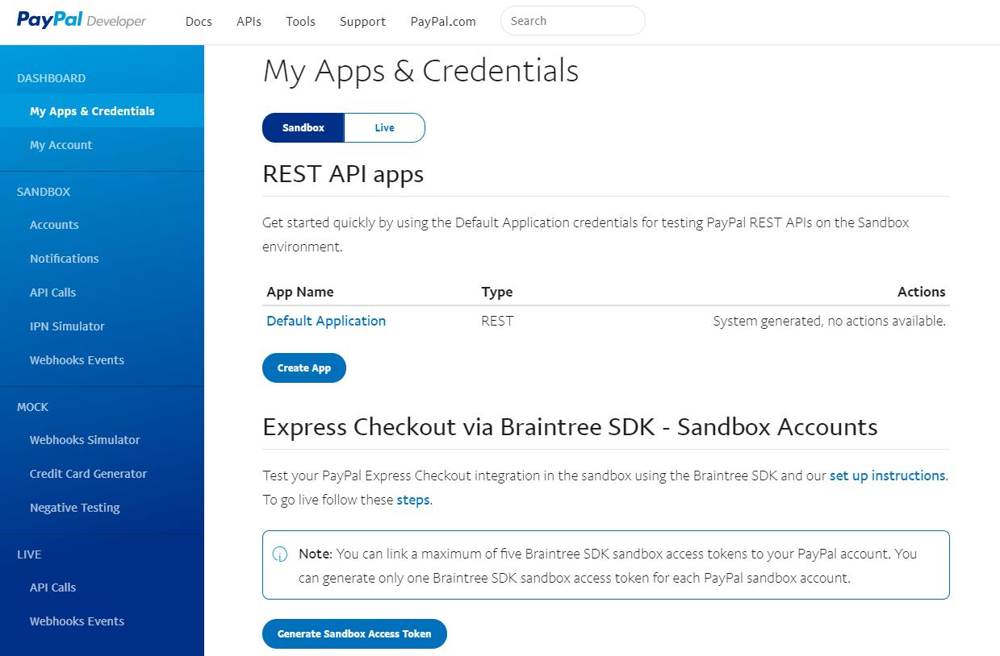 PayPal Developer Docs APIs Tools Support PayPal.com Search
DASHBOARD
My Apps & Credentials
My Account
SANDBOX
Accounts
Notifications
API Calls
IPN Simulator
Webhooks Events
MOCK
Webhooks Simulator
Credit Card Generator
Negative Testing
LIVE
API Calls
Webhooks Events
My Apps & Credentials
Sandbox Live
REST API apps
Get started quickly by using the Default Application credentials for testing PayPal REST APIs on the Sandbox
environment.
App Name Type Actions
Default Application REST System generated, no actions available.
Create App
Express Checkout via Braintree SDK - Sandbox Accounts
Test your PayPal Express Checkout integration in the sandbox using the Braintree SDK and our set up instructions.
To go live follow these steps.
Note: You can link a maximum of five Braintree SDK sandbox access tokens to your PayPal account. You
can generate only one Braintree SDK sandbox access token for each PayPal sandbox account.
Generate Sandbox Access Token